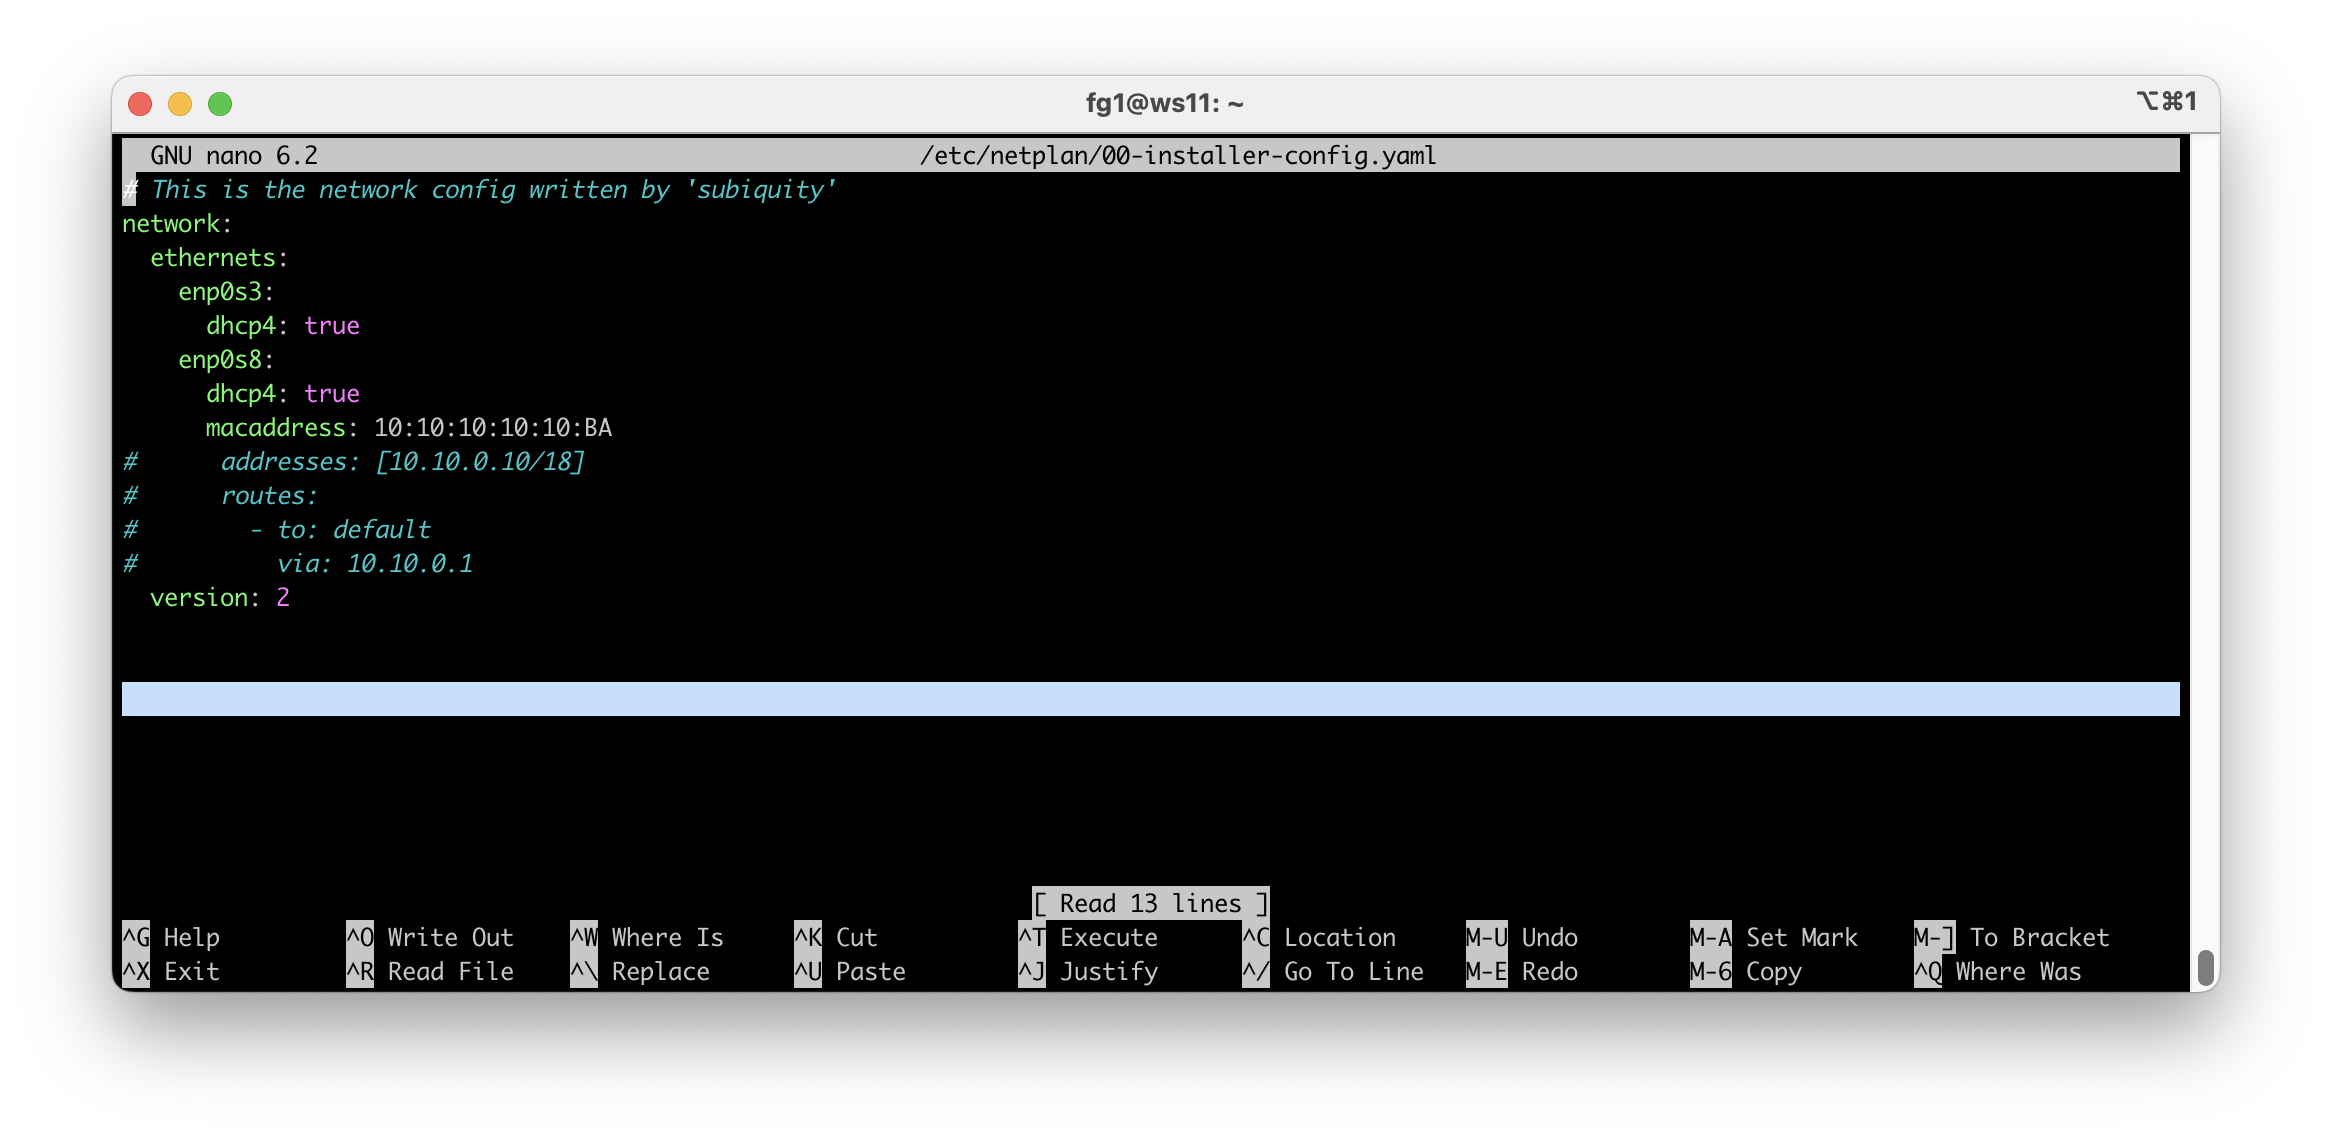 fg1@ws11: ~
⌥⌘1
GNU nano 6.2 /etc/netplan/00-installer-config.yaml
# This is the network config written by 'subiquity'
network:
  ethernets:
    enp0s3:
      dhcp4: true
    enp0s8:
      dhcp4: true
      macaddress: 10:10:10:10:10:BA
#      addresses: [10.10.0.10/18]
#      routes:
#        - to: default
#          via: 10.10.0.1
  version: 2
[ Read 13 lines ]
^G Help ^O Write Out ^W Where Is ^K Cut ^T Execute ^C Location M-U Undo M-A Set Mark M-] To Bracket
^X Exit ^R Read File ^\ Replace ^U Paste ^J Justify ^/ Go To Line M-E Redo M-6 Copy ^Q Where Was